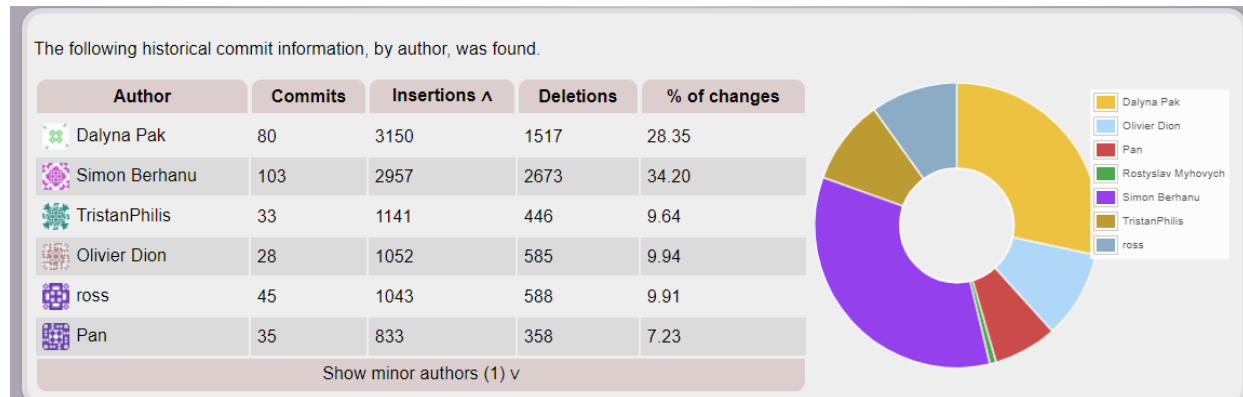 The following historical commit information, by author, was found.
Author Commits Insertions ∧ Deletions % of changes
Dalyna Pak 80 3150 1517 28.35
Simon Berhanu 103 2957 2673 34.20
TristanPhilis 33 1141 446 9.64
Olivier Dion 28 1052 585 9.94
ross 45 1043 588 9.91
Pan 35 833 358 7.23
Show minor authors (1) ∨
Dalyna Pak
Olivier Dion
Pan
Rostyslav Myhovych
Simon Berhanu
TristanPhilis
ross